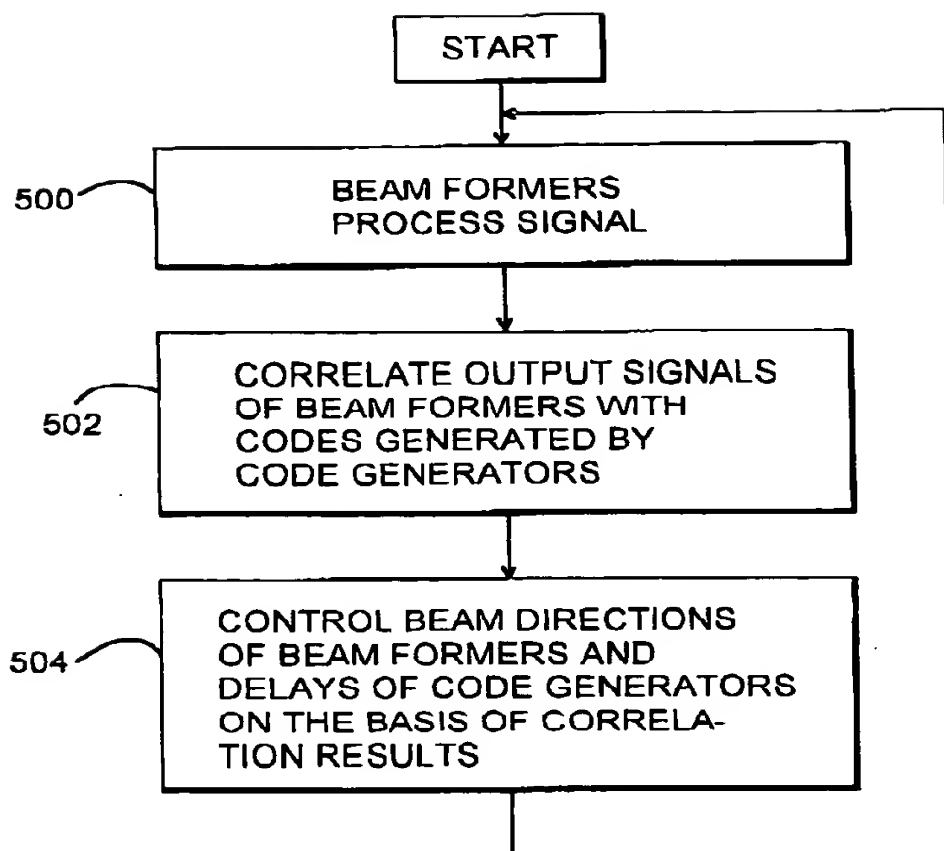 START
500
BEAM FORMERS
PROCESS SIGNAL
502
CORRELATE OUTPUT SIGNALS
OF BEAM FORMERS WITH
CODES GENERATED BY
CODE GENERATORS
504
CONTROL BEAM DIRECTIONS
OF BEAM FORMERS AND
DELAYS OF CODE GENERATORS
ON THE BASIS OF CORRELA-
TION RESULTS